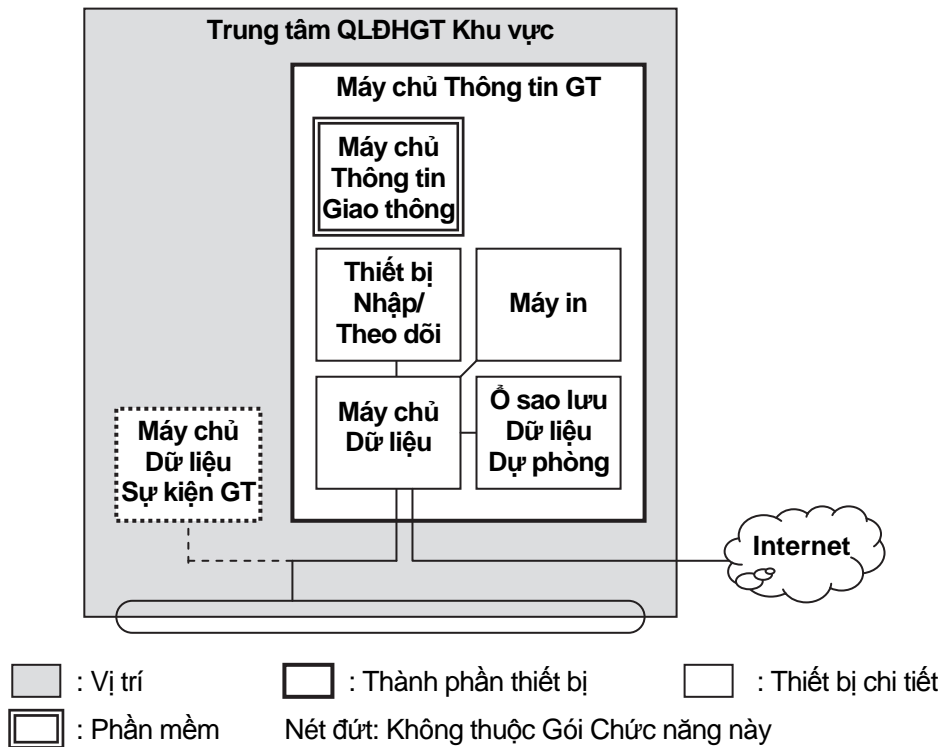 Trung tâm QLĐHGT Khu vực
Máy chủ Thông tin GT
Máy chủ
Thông tin
Giao thông
Thiết bị
Nhập/
Theo dõi
Máy in
Máy chủ
Dữ liệu
Ổ sao lưu
Dữ liệu
Dự phòng
Máy chủ
Dữ liệu
Sự kiện GT
Internet
: Vị trí
: Thành phần thiết bị
: Thiết bị chi tiết
: Phần mềm
Nét đứt: Không thuộc Gói Chức năng này